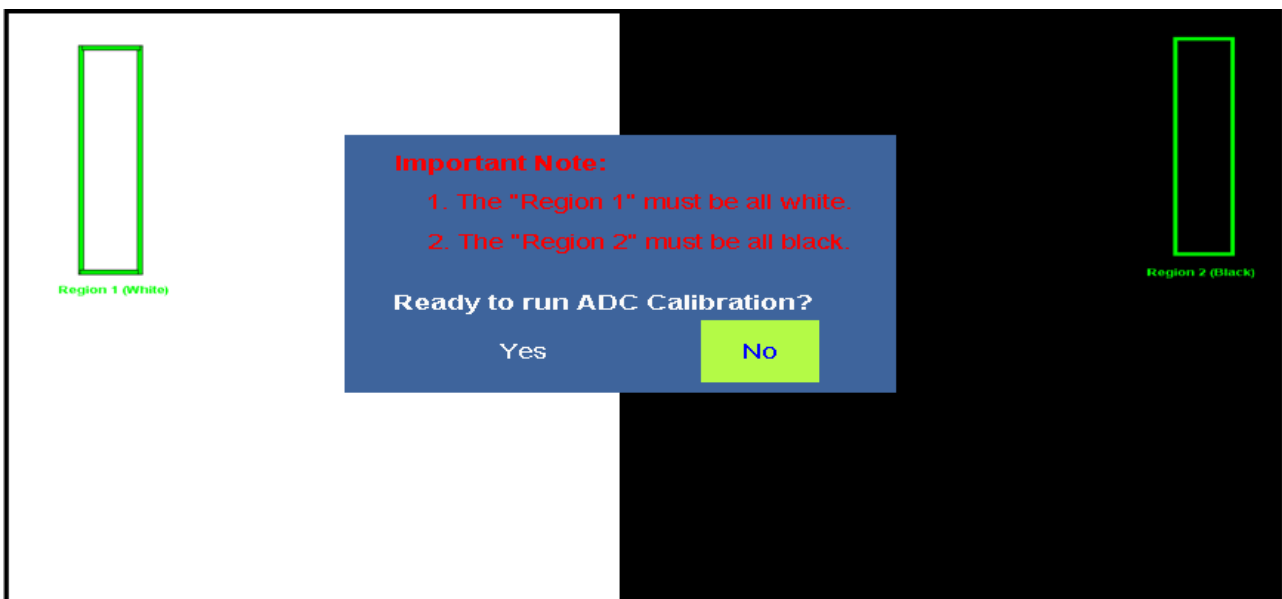 Important Note:
1. The "Region 1" must be all white.
2. The "Region 2" must be all black.
Region 1 (White)
Region 2 (Black)
Ready to run ADC Calibration?
Yes No